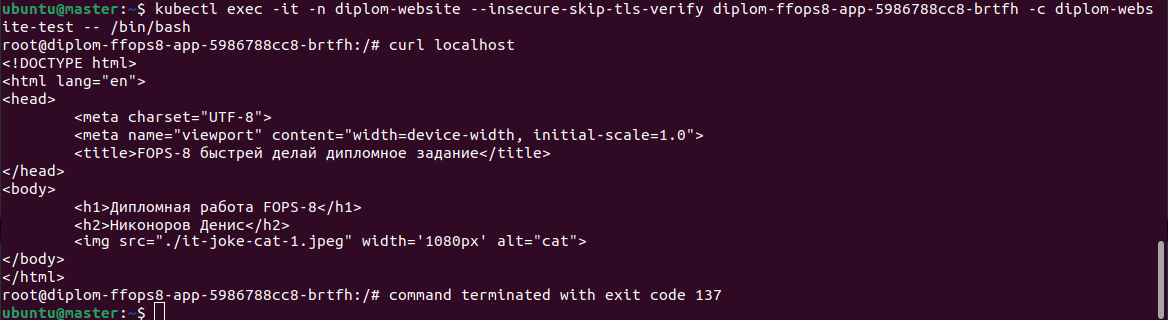 ubuntu@master:~$ kubectl exec -it -n diplom-website --insecure-skip-tls-verify diplom-ffops8-app-5986788cc8-brtfh -c diplom-webs
ite-test -- /bin/bash
root@diplom-ffops8-app-5986788cc8-brtfh:/# curl localhost
<!DOCTYPE html>
<html lang="en">
<head>
        <meta charset="UTF-8">
        <meta name="viewport" content="width=device-width, initial-scale=1.0">
        <title>FOPS-8 быстрей делай дипломное задание</title>
</head>
<body>
        <h1>Дипломная работа FOPS-8</h1>
        <h2>Никоноров Денис</h2>
        <img src="./it-joke-cat-1.jpeg" width='1080px' alt="cat">
</body>
</html>
root@diplom-ffops8-app-5986788cc8-brtfh:/# command terminated with exit code 137
ubuntu@master:~$